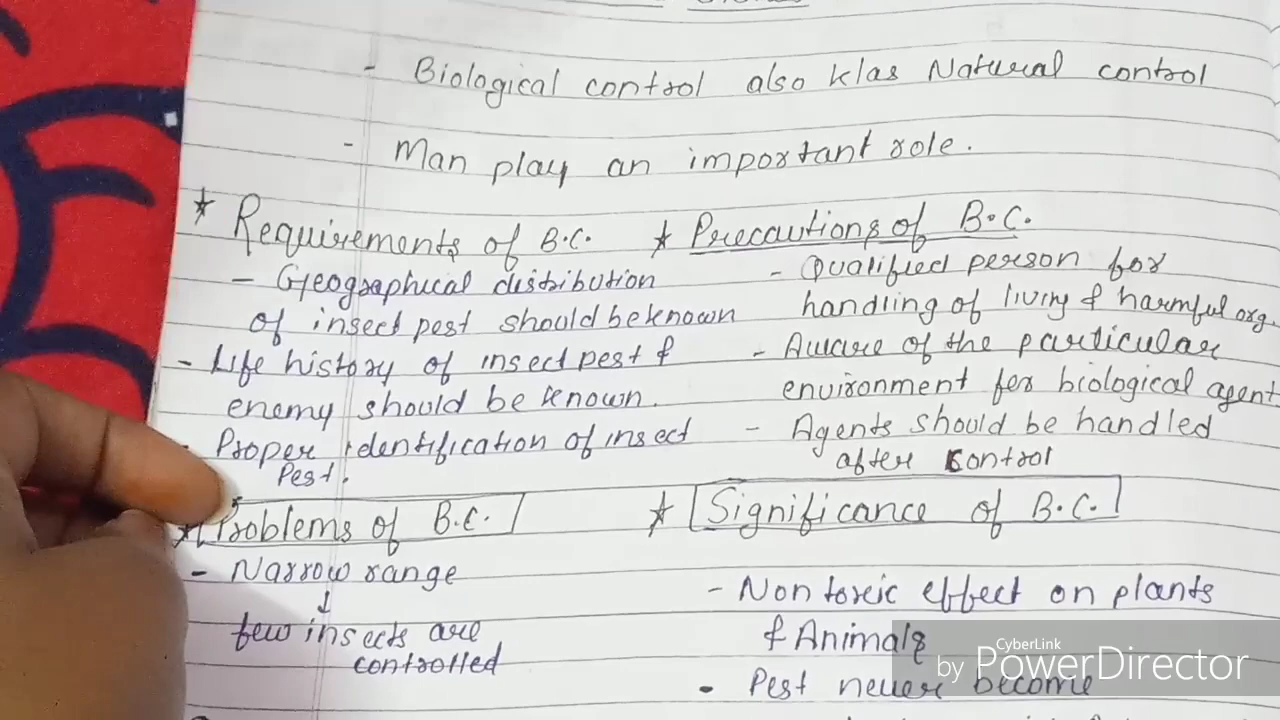 - Biological control also k/as Natural control
- Man play an important role.
* Requirements of B.C.
- Geographical distribution
of insect pest should be known
- Life history of insect pest &
enemy should be known.
- Proper identification of insect
Pest.
* Precautions of B.C.
- Qualified person for
handling of living & harmful org.
- Aware of the particular
environment for biological agent
- Agents should be handled
after control
* Problems of B.C.
- Narrow range
↓
few insects are
controlled
* Significance of B.C.
- Non toxic effect on plants
& Animals
• Pest never become
CyberLink
by PowerDirector